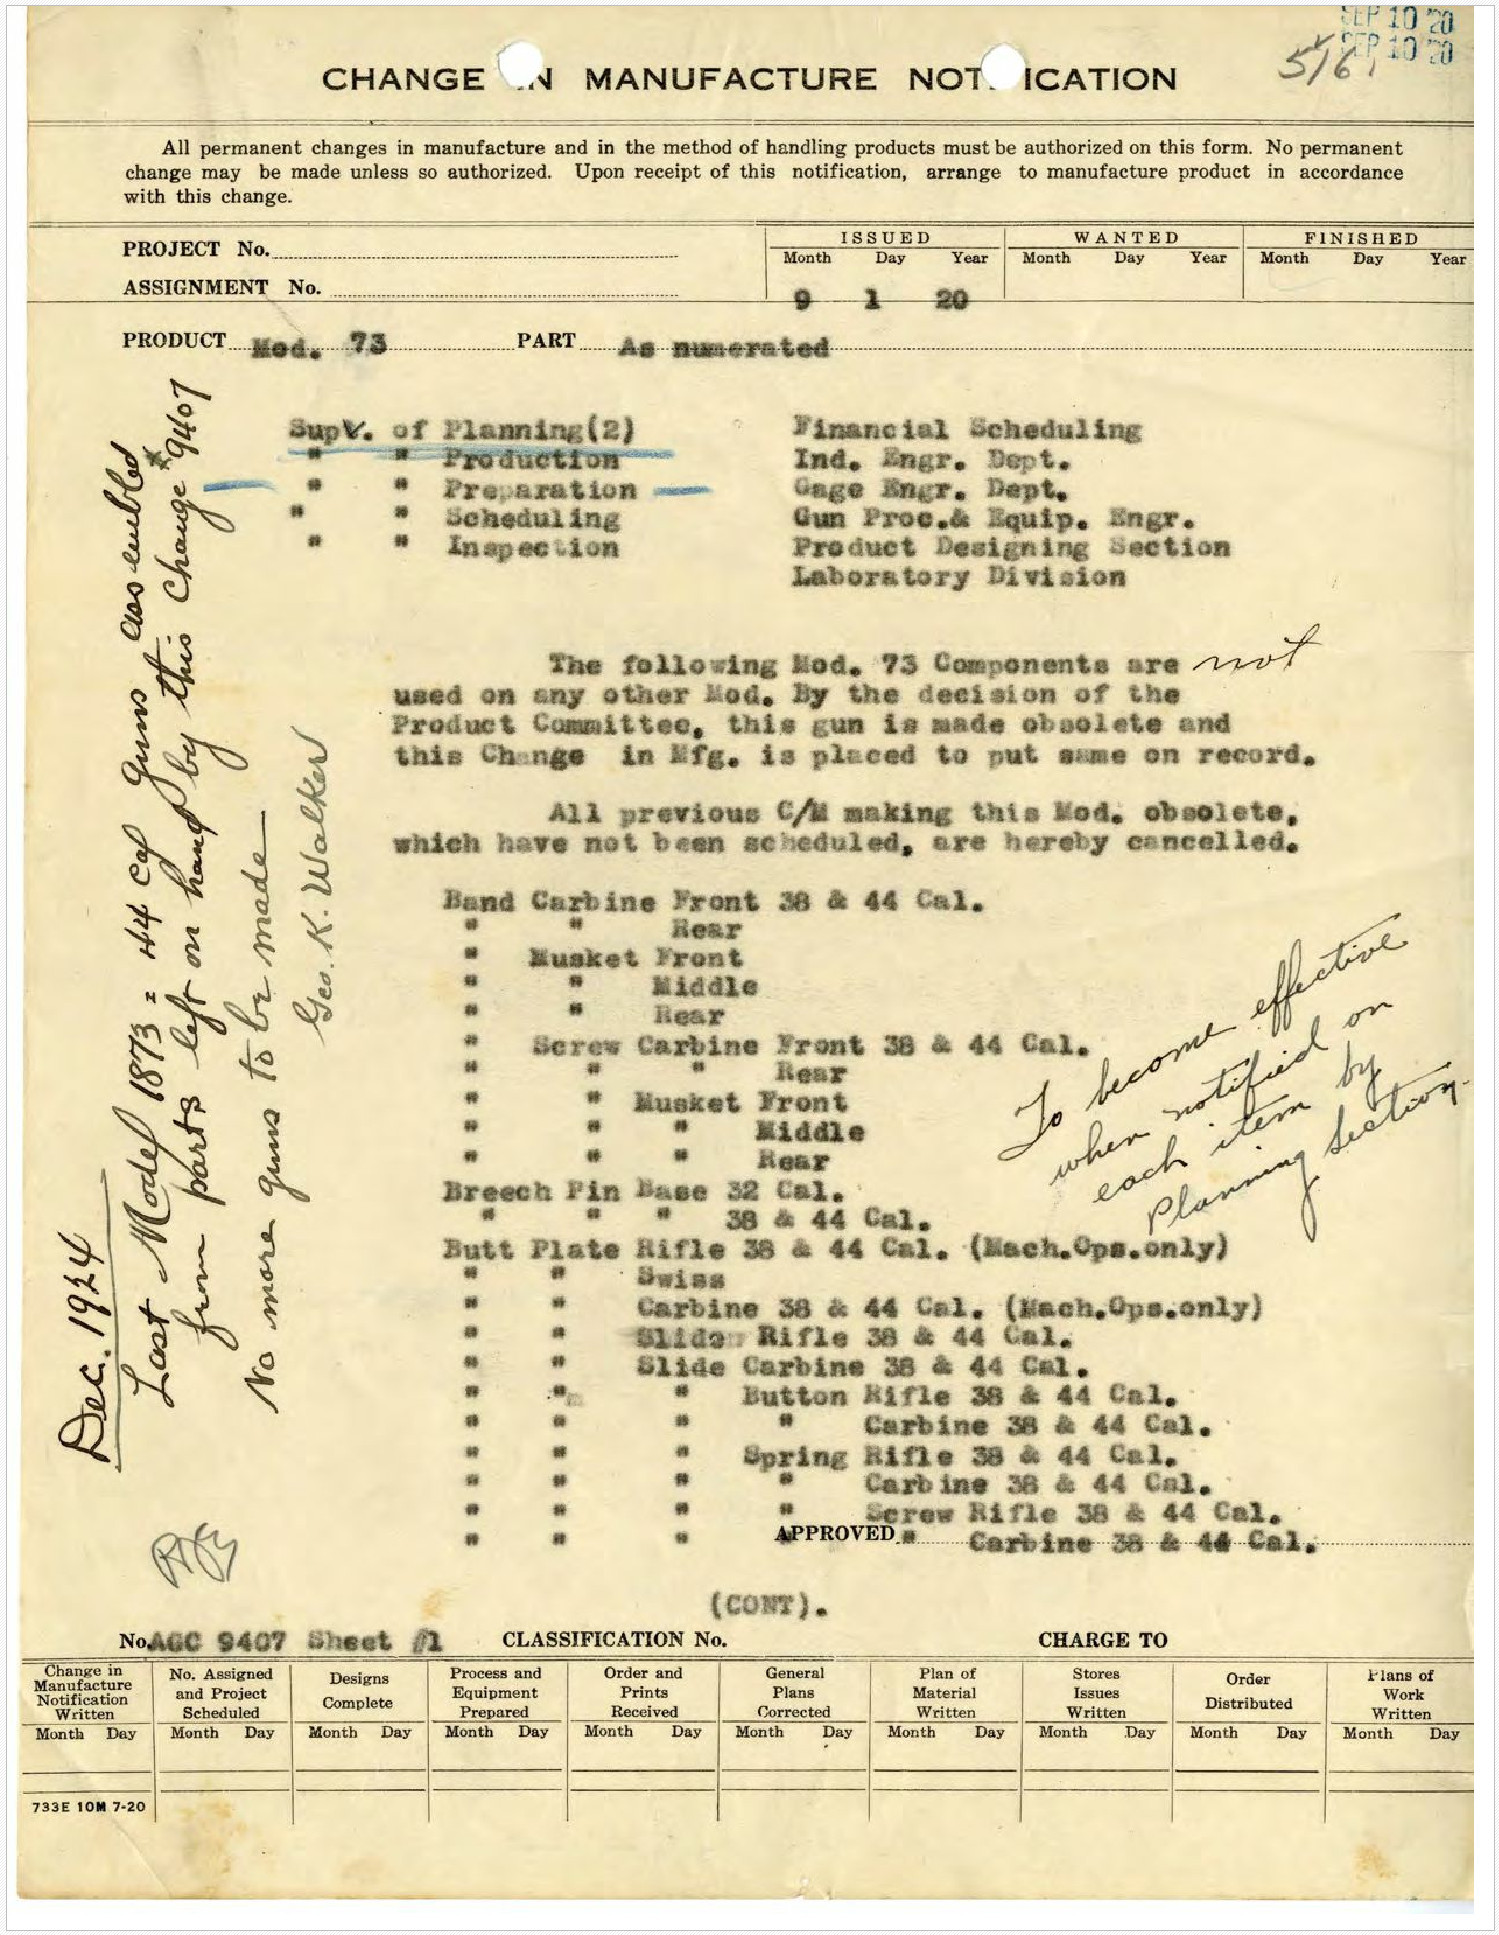 SEP 10 20
SEP 10 20
CHANGE IN MANUFACTURE NOTIFICATION
All permanent changes in manufacture and in the method of handling products must be authorized on this form. No permanent
change may be made unless so authorized. Upon receipt of this notification, arrange to manufacture product in accordance
with this change.
PROJECT No.
ASSIGNMENT No.
ISSUED WANTED FINISHED
Month Day Year Month Day Year Month Day Year
9 1 20
PRODUCT Mod. 73 PART As numerated
Supt. of Planning(2) Financial Scheduling
" " Production Ind. Engr. Dept.
" " Preparation Gage Engr. Dept.
" " Scheduling Gun Proc.& Equip. Engr.
" " Inspection Product Designing Section
Laboratory Division
The following Mod. 73 Components are not
used on any other Mod. By the decision of the
Product Committee, this gun is made obsolete and
this Change in Mfg. is placed to put same on record.
All previous C/M making this Mod. obsolete,
which have not been scheduled, are hereby cancelled.
Band Carbine Front 38 & 44 Cal.
" " Rear
" Musket Front
" " Middle
" " Rear
" Screw Carbine Front 38 & 44 Cal.
" " " Rear
" " Musket Front
" " " Middle
" " " Rear
Breech Pin Base 32 Cal.
" " " 38 & 44 Cal.
Butt Plate Rifle 38 & 44 Cal. (Mach.Ops.only)
" " Swiss
" " Carbine 38 & 44 Cal. (Mach.Ops.only)
" " Slide Rifle 38 & 44 Cal.
" " Slide Carbine 38 & 44 Cal.
" " " Button Rifle 38 & 44 Cal.
" " " " Carbine 38 & 44 Cal.
" " " Spring Rifle 38 & 44 Cal.
" " " " Carbine 38 & 44 Cal.
" " " " Screw Rifle 38 & 44 Cal.
" " " " " Carbine 38 & 44 Cal.
APPROVED
To become effective
when notified on
each item by
Planning Section.
Dec. 1924
Last Model 1873 = 44 Cal Guns assembled
from parts left on hand by this Change #9407
No more guns to be made
Geo. K. Walker
(CONT).
No. AGC 9407 Sheet #1 CLASSIFICATION No. CHARGE TO
Change in Manufacture Notification Written
No. Assigned and Project Scheduled
Designs Complete
Process and Equipment Prepared
Order and Prints Received
General Plans Corrected
Plan of Material Written
Stores Issues Written
Order Distributed
Plans of Work Written
Month Day Month Day Month Day Month Day Month Day Month Day Month Day Month Day Month Day Month Day
733E 10M 7-20